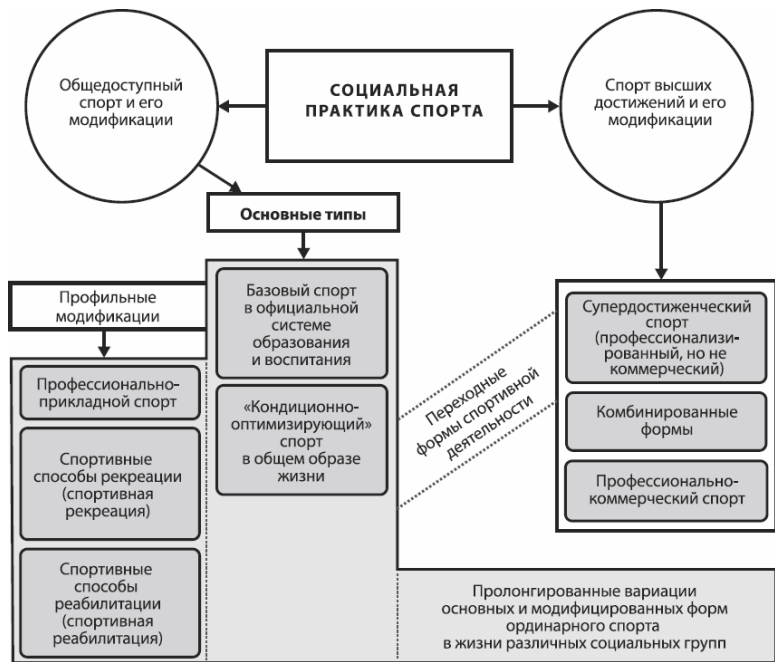 Общедоступный
спорт и его
модификации
СОЦИАЛЬНАЯ
ПРАКТИКА СПОРТА
Спорт высших
достижений и его
модификации
Основные типы
Профильные
модификации
Профессионально-
прикладной спорт
Спортивные
способы рекреации
(спортивная
рекреация)
Спортивные
способы
реабилитации
(спортивная
реабилитация)
Базовый спорт
в официальной
системе
образования
и воспитания
«Кондиционно-
оптимизирующий»
спорт
в общем образе
жизни
Переходные
формы спортивной
деятельности
Супердостиженческий
спорт
(профессионализи-
рованный, но не
коммерческий)
Комбинированные
формы
Профессионально-
коммерческий спорт
Пролонгированные вариации
основных и модифицированных форм
ординарного спорта
в жизни различных социальных групп